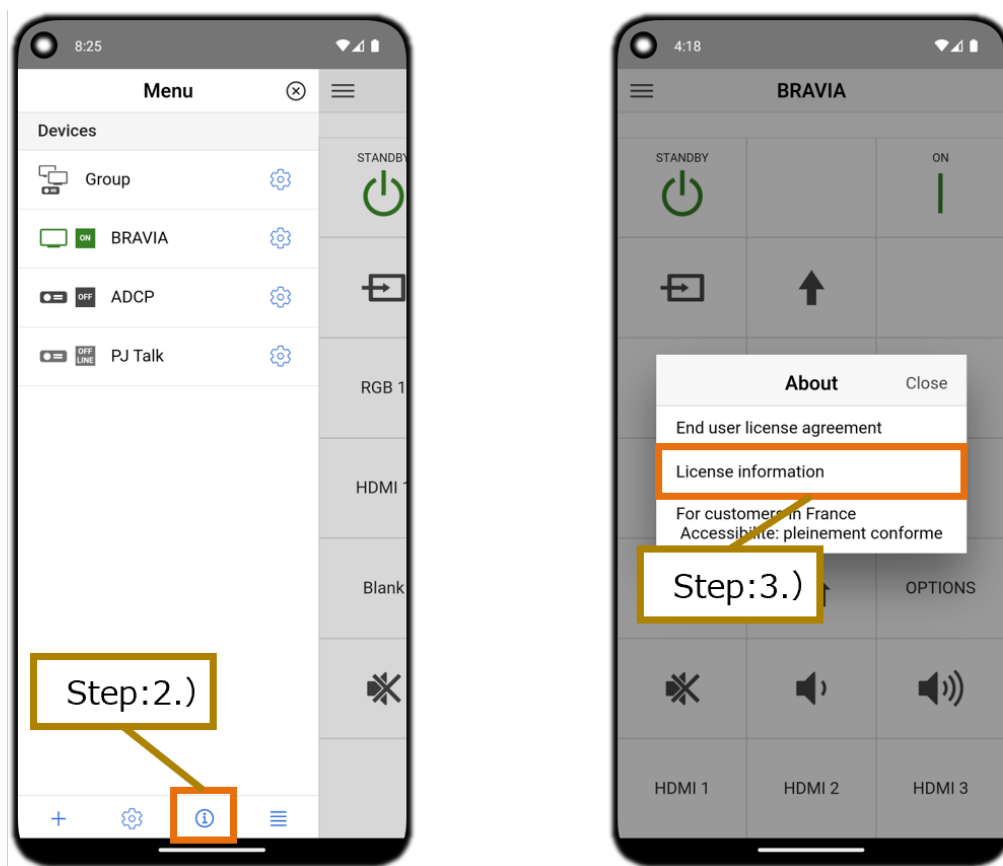 8:25
Menu
Devices
Group
ON BRAVIA
OFF ADCP
OFF
LINE PJ Talk
STANDBY
RGB 1
HDMI 1
Blank
Step:2.)
4:18
BRAVIA
STANDBY ON
About Close
End user license agreement
License information
For customers in France
Accessibilite: pleinement conforme
Step:3.)
OPTIONS
HDMI 1 HDMI 2 HDMI 3